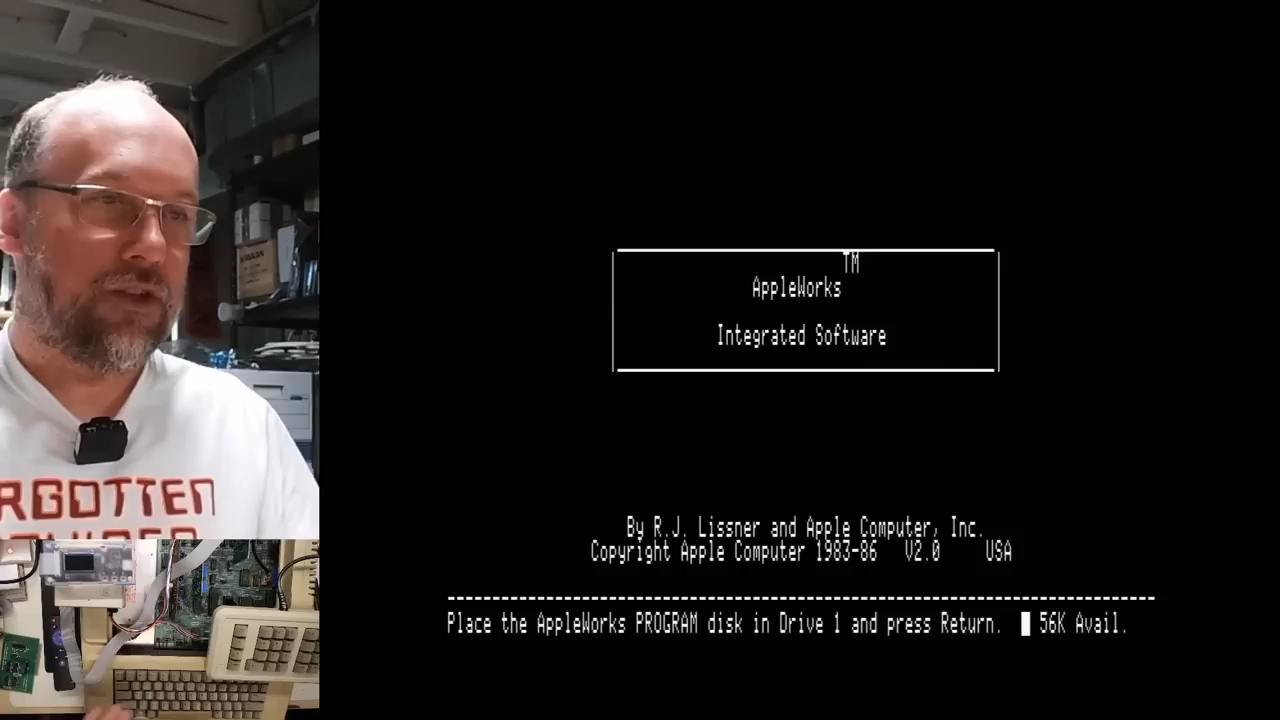 RGOTTEN
TM
AppleWorks
Integrated Software
By R.J. Lissner and Apple Computer, Inc.
Copyright Apple Computer 1983-86 V2.0 USA
Place the AppleWorks PROGRAM disk in Drive 1 and press Return. 56K Avail.